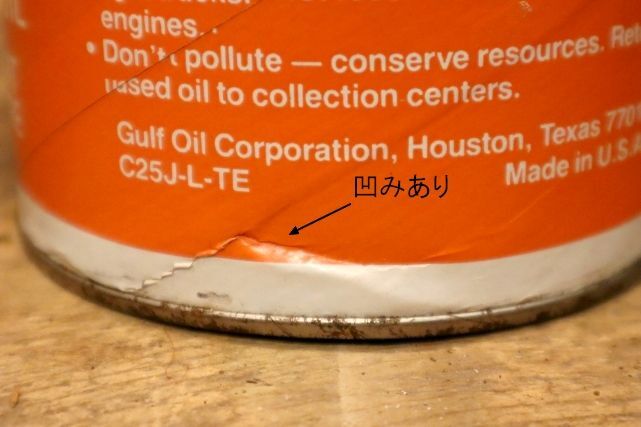 engines.
• Don't pollute — conserve resources.
used oil to collection centers.
Gulf Oil Corporation, Houston, Texas 770
C25J-L-TE
Made in U.S.A
凹みあり